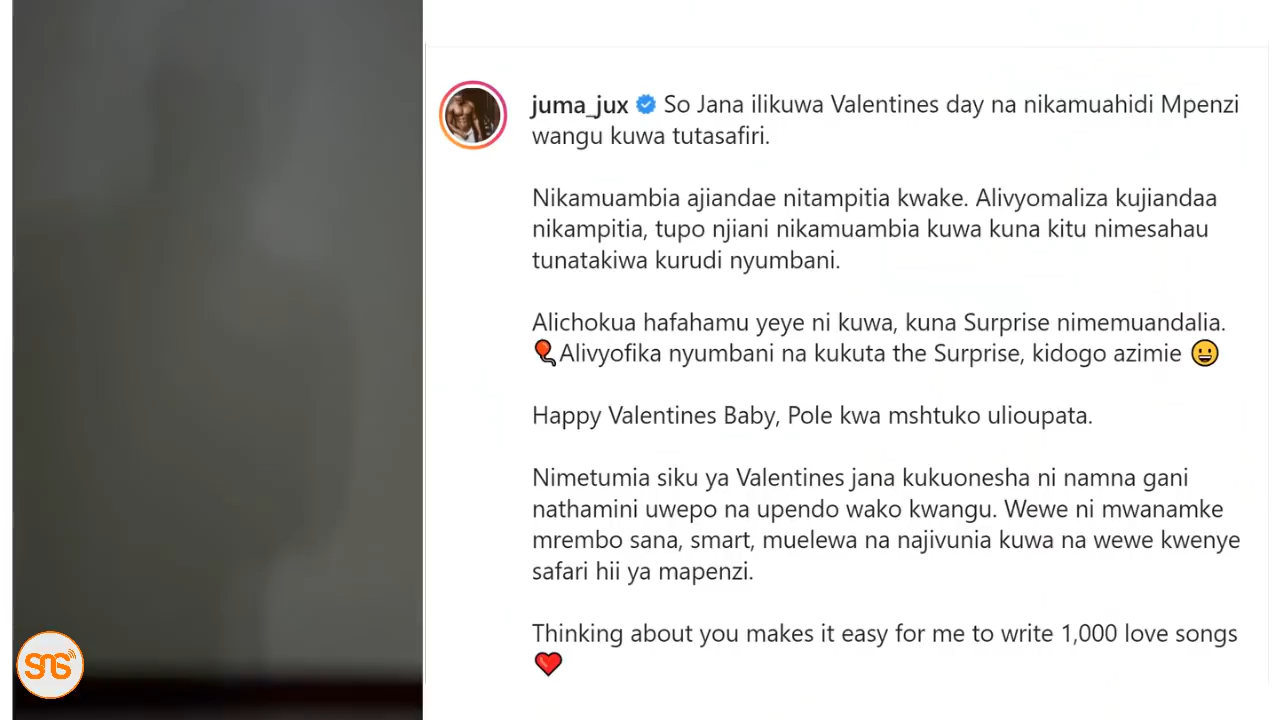 juma_jux So Jana ilikuwa Valentines day na nikamuahidi Mpenzi
wangu kuwa tutasafiri.
Nikamuambia ajiandae nitampitia kwake. Alivyomaliza kujiandaa
nikampitia, tupo njiani nikamuambia kuwa kuna kitu nimesahau
tunatakiwa kurudi nyumbani.
Alichokua hafahamu yeye ni kuwa, kuna Surprise nimemuandalia.
🎈Alivyofika nyumbani na kukuta the Surprise, kidogo azimie 😀
Happy Valentines Baby, Pole kwa mshtuko ulioupata.
Nimetumia siku ya Valentines jana kukuonesha ni namna gani
nathamini uwepo na upendo wako kwangu. Wewe ni mwanamke
mrembo sana, smart, muelewa na najivunia kuwa na wewe kwenye
safari hii ya mapenzi.
Thinking about you makes it easy for me to write 1,000 love songs
❤️
SNS